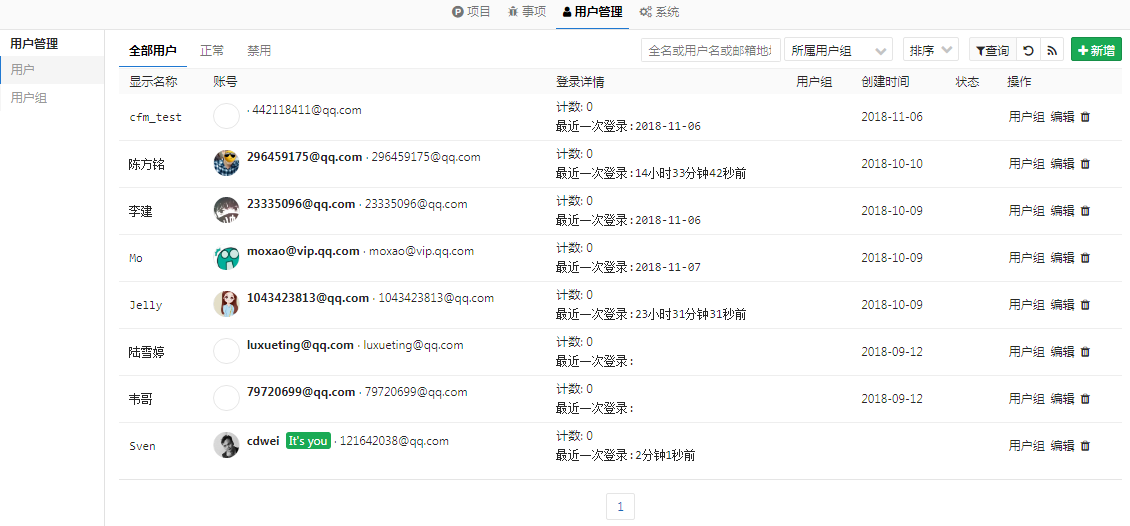 项目 事项 用户管理 系统
用户管理
用户
用户组
全部用户 正常 禁用 全名或用户名或邮箱地址 所属用户组 排序 查询 新增
显示名称 账号 登录详情 用户组 创建时间 状态 操作
cfm_test · 442118411@qq.com 计数: 0 2018-11-06 用户组 编辑
最近一次登录:2018-11-06
陈方铭 296459175@qq.com · 296459175@qq.com 计数: 0 2018-10-10 用户组 编辑
最近一次登录:14小时33分钟42秒前
李建 23335096@qq.com · 23335096@qq.com 计数: 0 2018-10-09 用户组 编辑
最近一次登录:2018-11-06
Mo moxao@vip.qq.com · moxao@vip.qq.com 计数: 0 2018-10-09 用户组 编辑
最近一次登录:2018-11-07
Jelly 1043423813@qq.com · 1043423813@qq.com 计数: 0 2018-10-09 用户组 编辑
最近一次登录:23小时31分钟31秒前
陆雪婷 luxueting@qq.com · luxueting@qq.com 计数: 0 2018-09-12 用户组 编辑
最近一次登录:
韦哥 79720699@qq.com · 79720699@qq.com 计数: 0 2018-09-12 用户组 编辑
最近一次登录:
Sven cdwei It's you · 121642038@qq.com 计数: 0 用户组 编辑
最近一次登录:2分钟1秒前
1